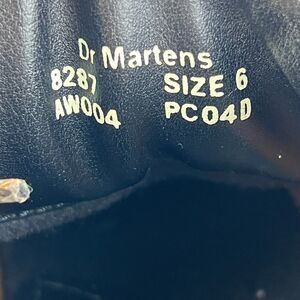 Dr Martens
8287 SIZE 6
AW004 PC04D